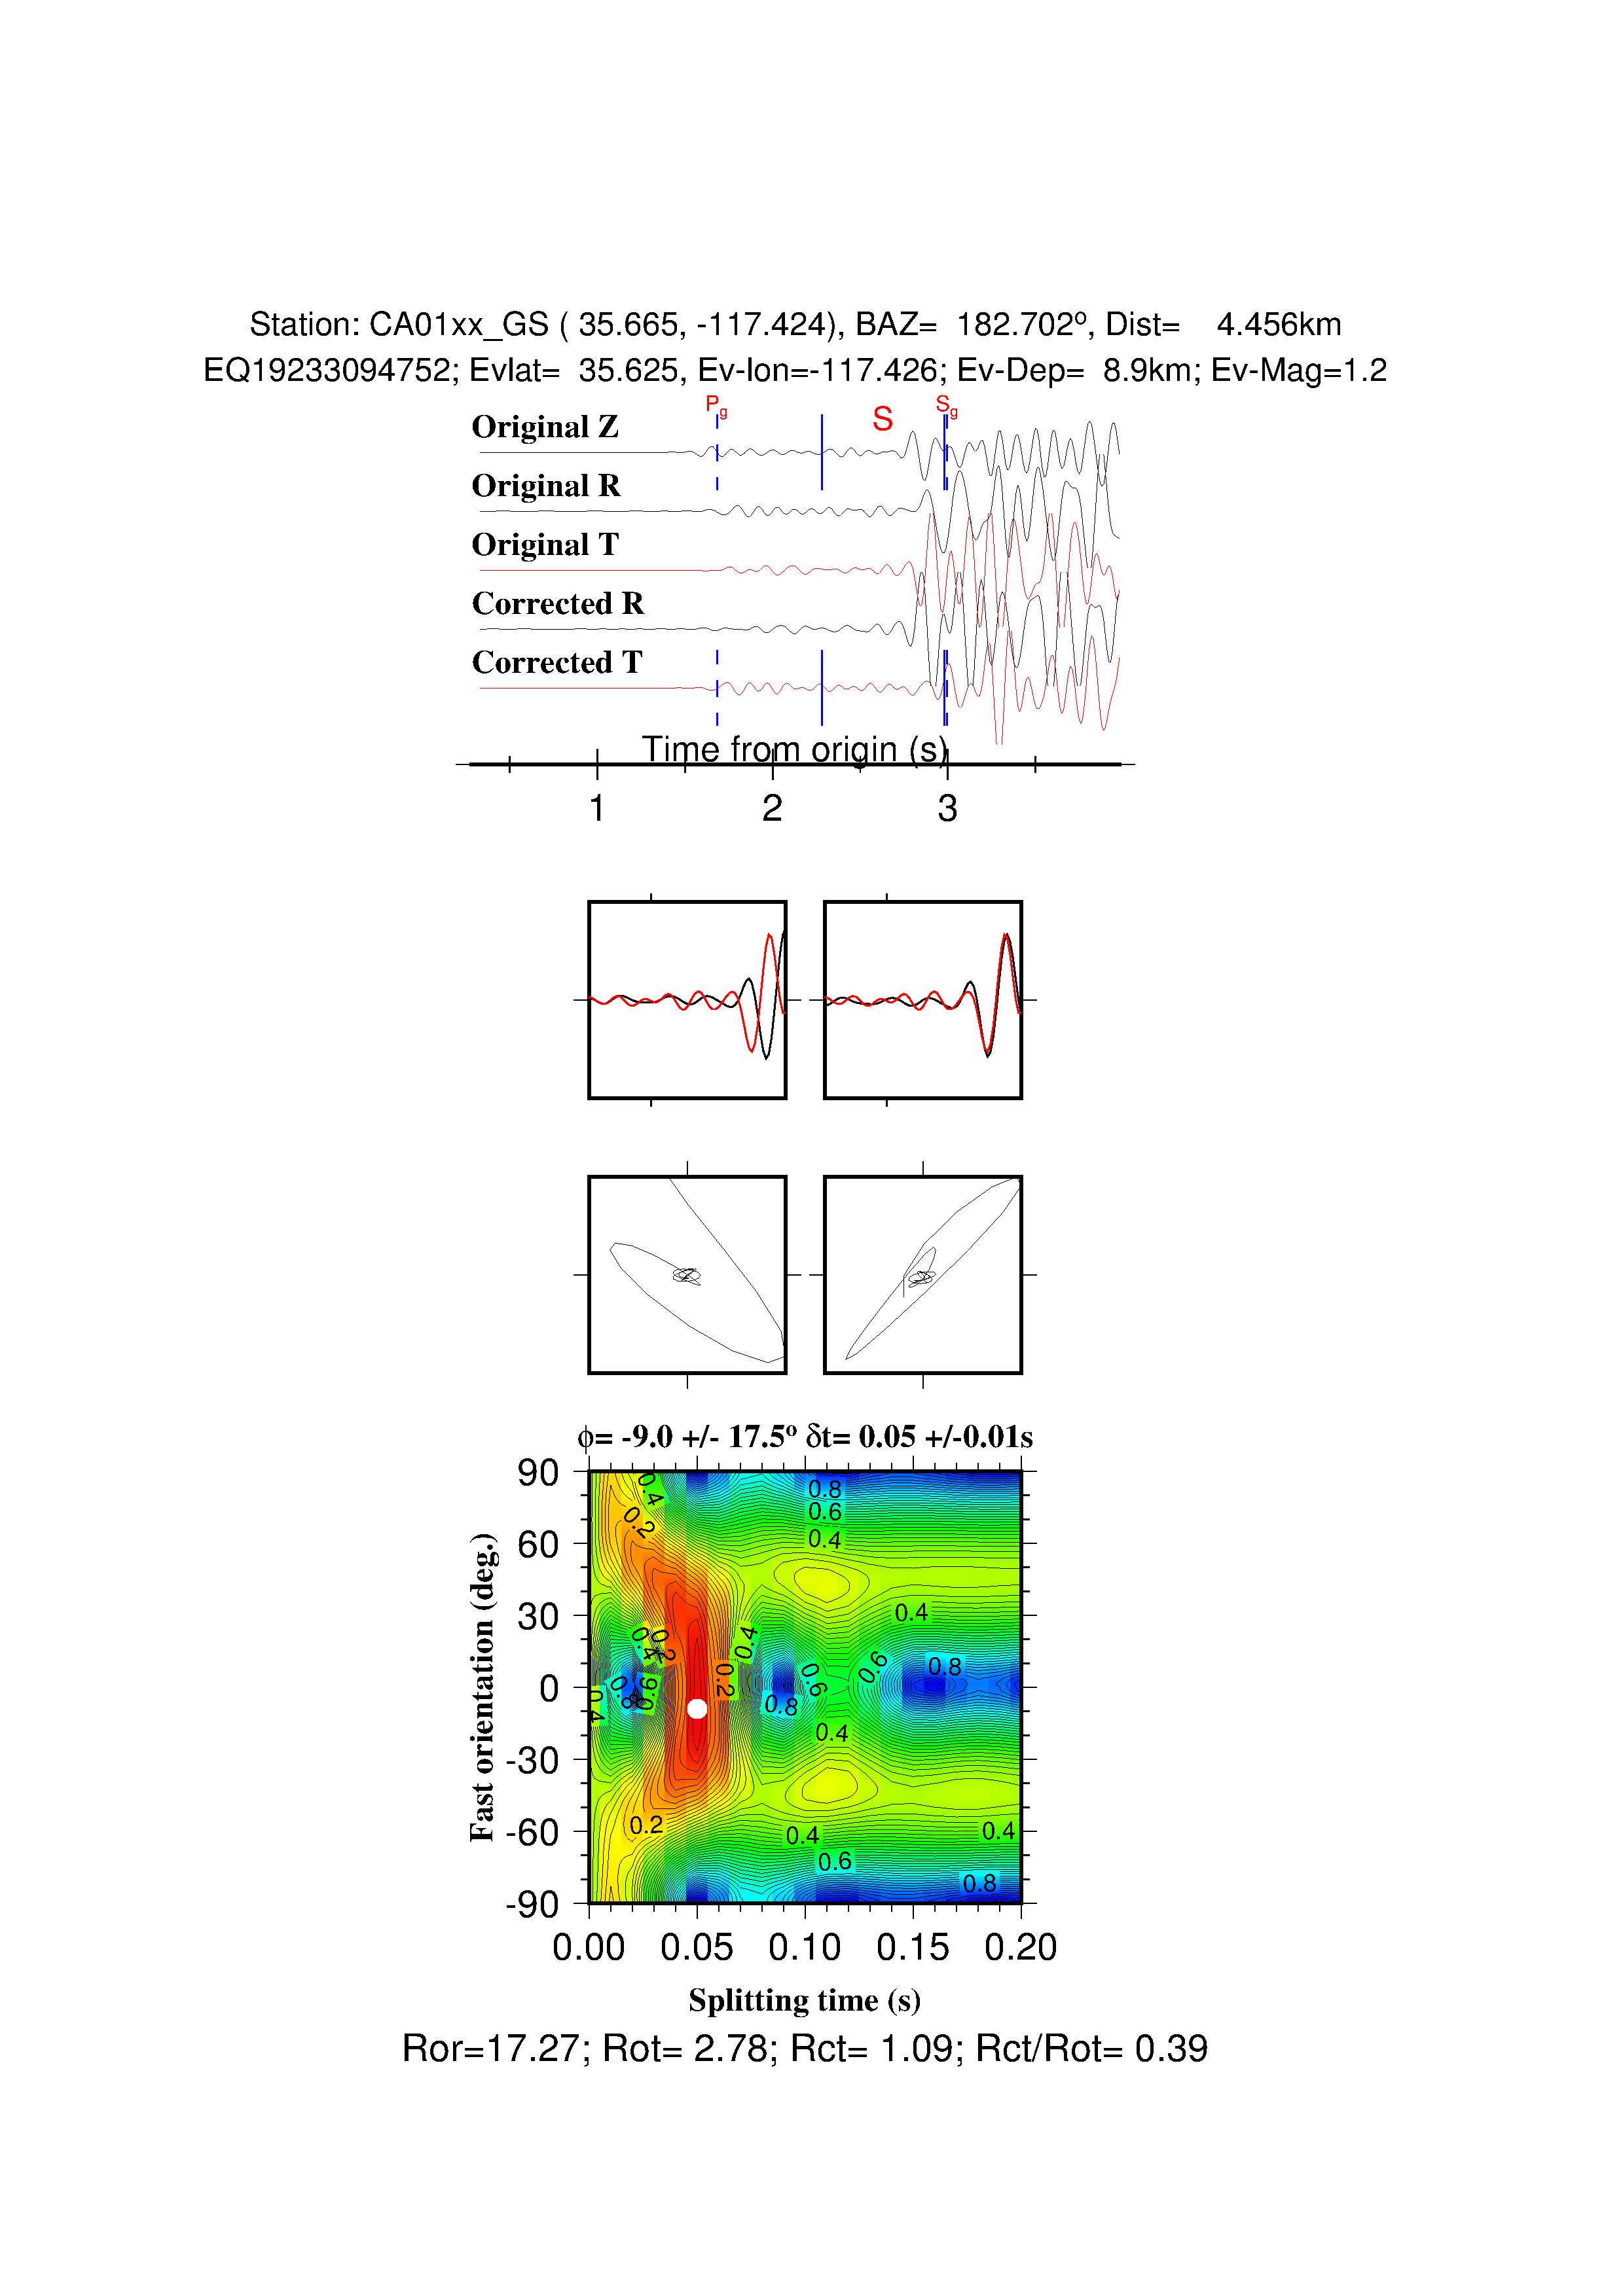 Station: CA01xx_GS ( 35.665, -117.424), BAZ= 182.702º, Dist= 4.456km
EQ19233094752; Evlat= 35.625, Ev-lon=-117.426; Ev-Dep= 8.9km; Ev-Mag=1.2
Pg S Sg
Original Z
Original R
Original T
Corrected R
Corrected T
Time from origin (s)
1 2 3
ϕ= -9.0 +/- 17.5º δt= 0.05 +/-0.01s
Fast orientation (deg.)
90
60
30
0
-30
-60
-90
0.4 0.8
0.2 0.6
0.4
0.4
0.4 0.2 0.4
0.8 0.6 0.2 0.6 0.6 0.8
0.4 0.8
0.4
0.2 0.4 0.4
0.6
0.8
0.00 0.05 0.10 0.15 0.20
Splitting time (s)
Ror=17.27; Rot= 2.78; Rct= 1.09; Rct/Rot= 0.39